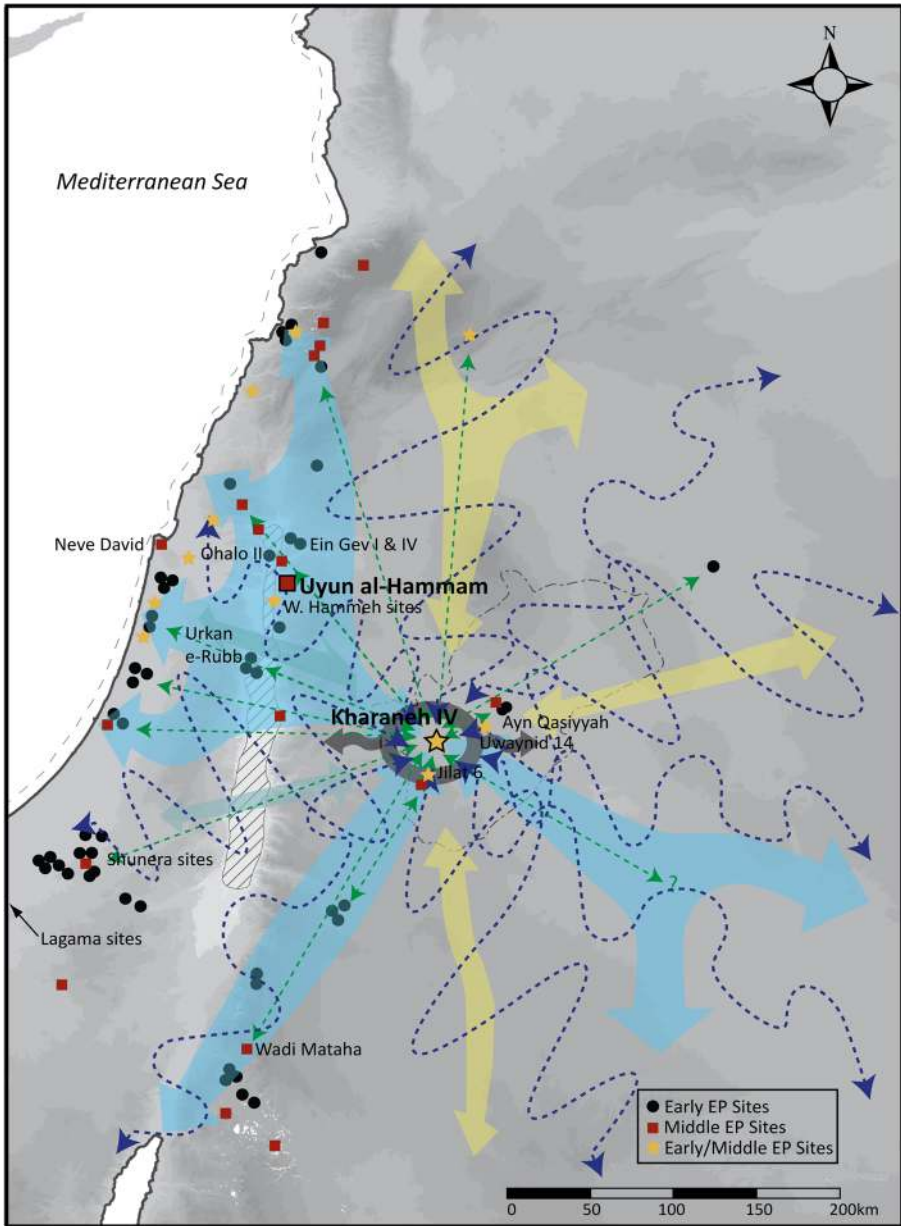 N
Mediterranean Sea
Neve David
Ohalo II
Ein Gev I & IV
Uyun al-Hammam
W. Hammeh sites
Urkan
e-Rubb
Kharaneh IV
Ayn Qasiyyah
Uwaynid 14
Jilat 6
Shunera sites
?
Lagama sites
Wadi Mataha
Early EP Sites
Middle EP Sites
Early/Middle EP Sites
0 50 100 150 200km